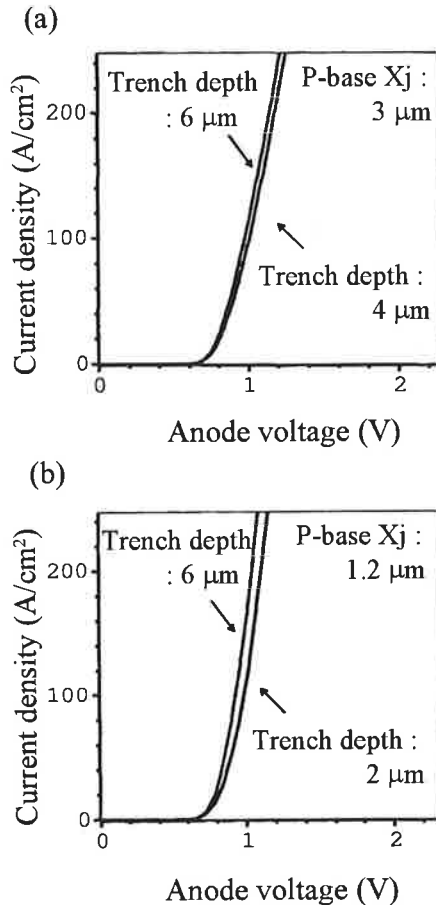 (a)
Trench depth
: 6 μm
P-base Xj :
3 μm
Trench depth :
4 μm
200
100
0
0
1
2
Current density (A/cm²)
Anode voltage (V)
(b)
Trench depth
: 6 μm
P-base Xj :
1.2 μm
Trench depth :
2 μm
200
100
0
0
1
2
Current density (A/cm²)
Anode voltage (V)